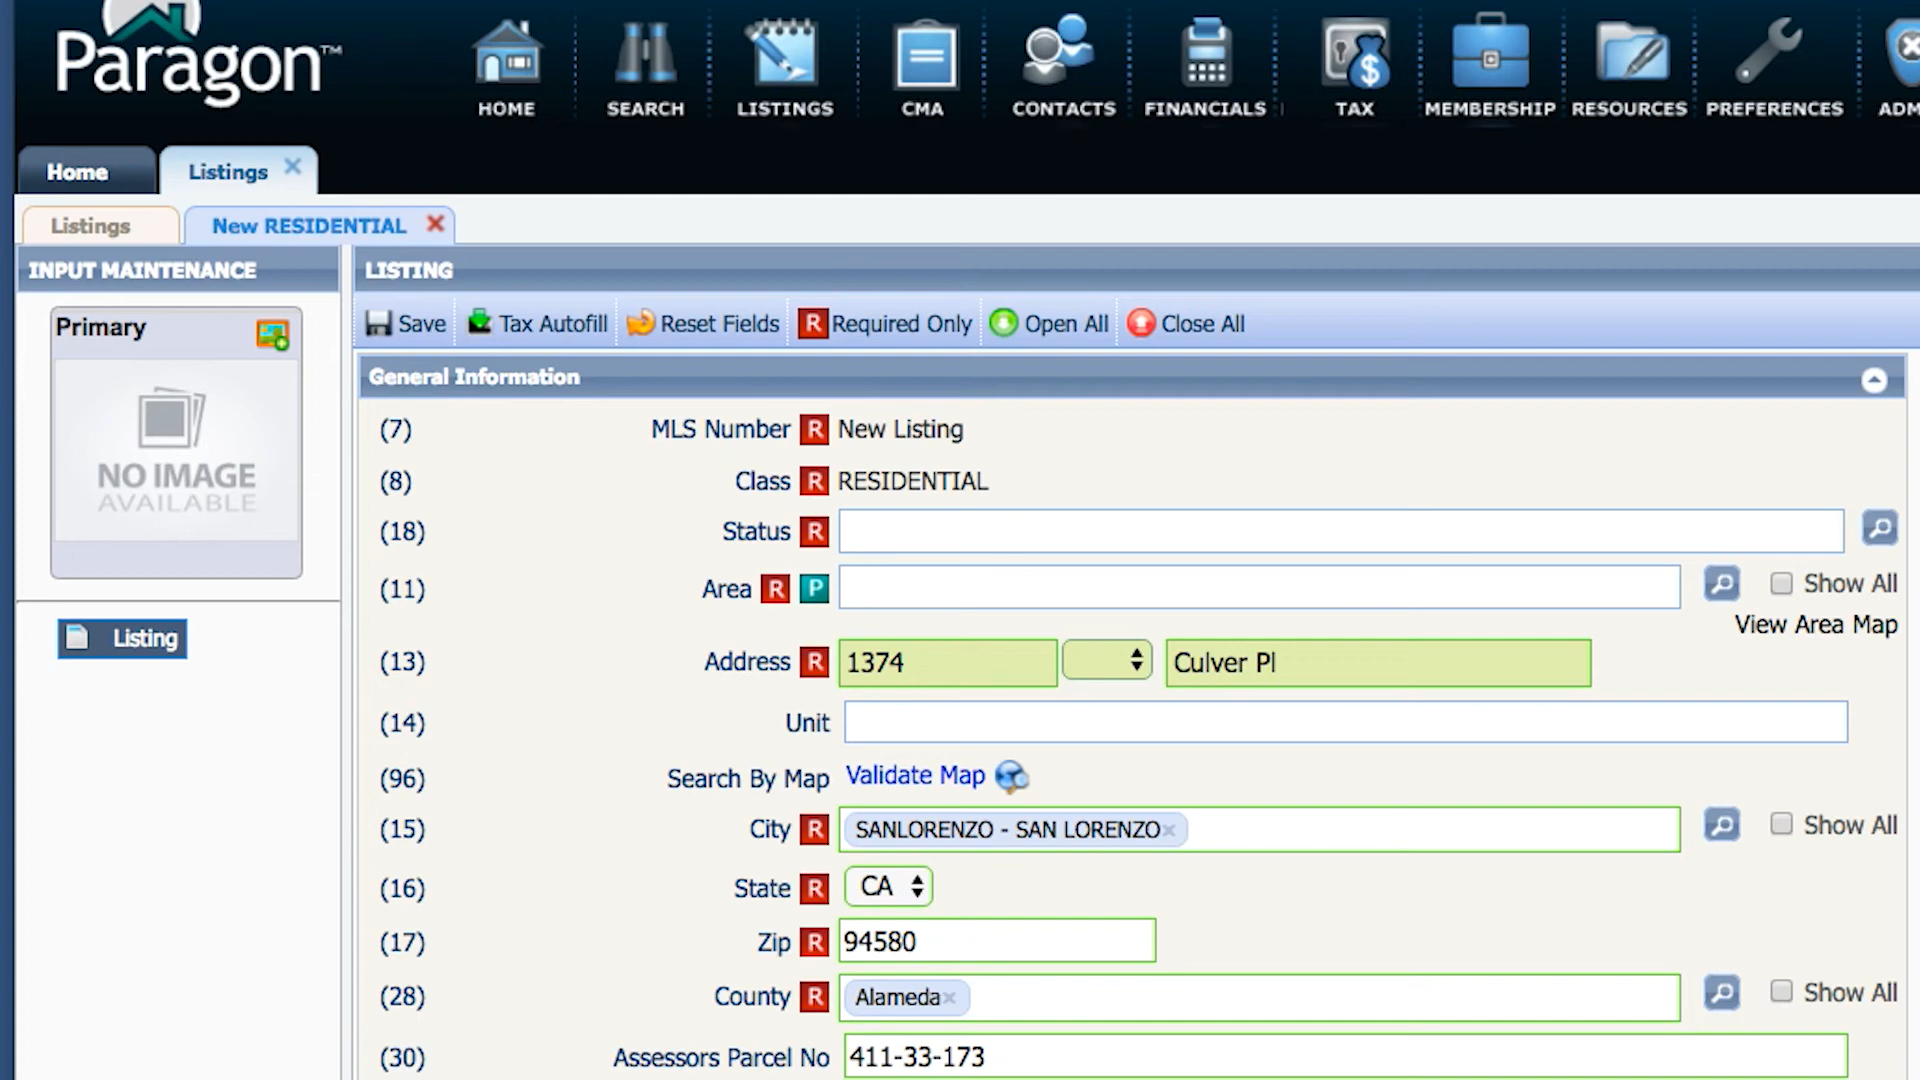 Paragon™
HOME
SEARCH
LISTINGS
CMA
CONTACTS
FINANCIALS
TAX
MEMBERSHIP
RESOURCES
PREFERENCES
ADM
Home
Listings
Listings
New RESIDENTIAL
INPUT MAINTENANCE
LISTING
Primary
NO IMAGE
AVAILABLE
Listing
Save
Tax Autofill
Reset Fields
R Required Only
Open All
Close All
General Information
(7) MLS Number R New Listing
(8) Class R RESIDENTIAL
(18) Status R
(11) Area R P Show All
View Area Map
(13) Address R 1374 Culver Pl
(14) Unit
(96) Search By Map Validate Map
(15) City R SANLORENZO - SAN LORENZO× Show All
(16) State R CA
(17) Zip R 94580
(28) County R Alameda× Show All
(30) Assessors Parcel No 411-33-173